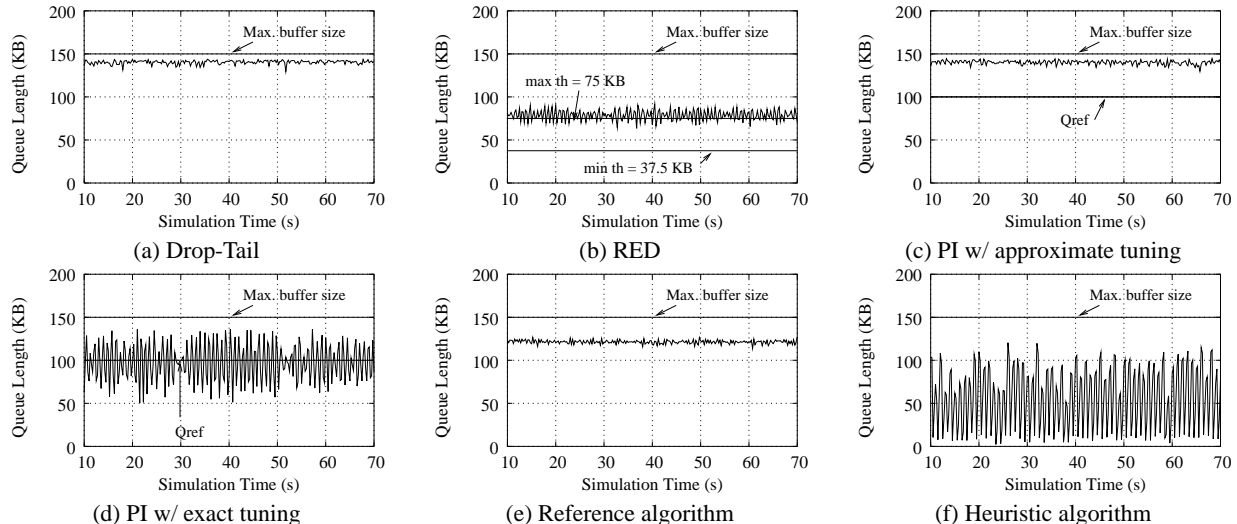 200
150
100
50
0
Queue Length (KB)
Max. buffer size
10 20 30 40 50 60 70
Simulation Time (s)
(a) Drop-Tail
200
150
100
50
0
Queue Length (KB)
Max. buffer size
max th = 75 KB
min th = 37.5 KB
10 20 30 40 50 60 70
Simulation Time (s)
(b) RED
200
150
100
50
0
Queue Length (KB)
Max. buffer size
Qref
10 20 30 40 50 60 70
Simulation Time (s)
(c) PI w/ approximate tuning
200
150
100
50
0
Queue Length (KB)
Max. buffer size
Qref
10 20 30 40 50 60 70
Simulation Time (s)
(d) PI w/ exact tuning
200
150
100
50
0
Queue Length (KB)
Max. buffer size
10 20 30 40 50 60 70
Simulation Time (s)
(e) Reference algorithm
200
150
100
50
0
Queue Length (KB)
Max. buffer size
10 20 30 40 50 60 70
Simulation Time (s)
(f) Heuristic algorithm